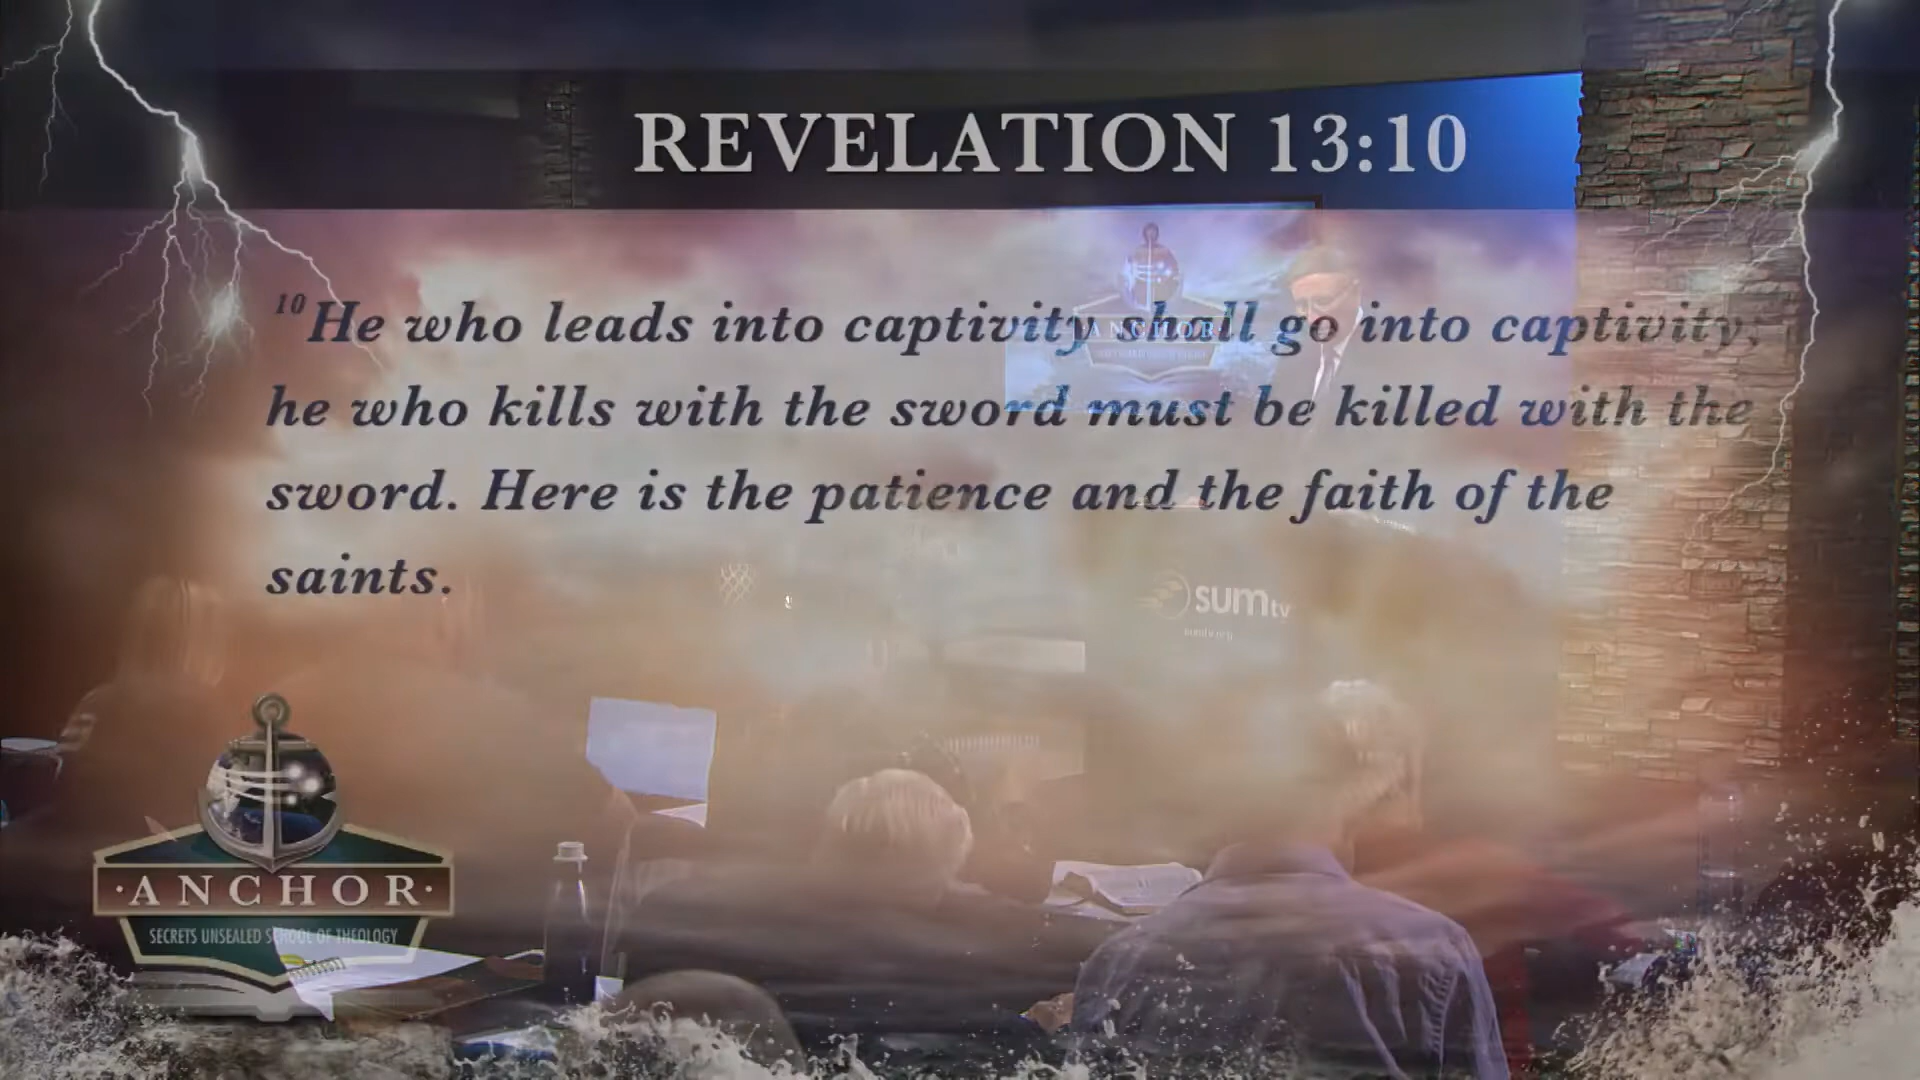 REVELATION 13:10
¹⁰He who leads into captivity shall go into captivity;
he who kills with the sword must be killed with the
sword. Here is the patience and the faith of the
saints.
ANCHOR
sumtv
·ANCHOR·
SECRETS UNSEALED SCHOOL OF THEOLOGY